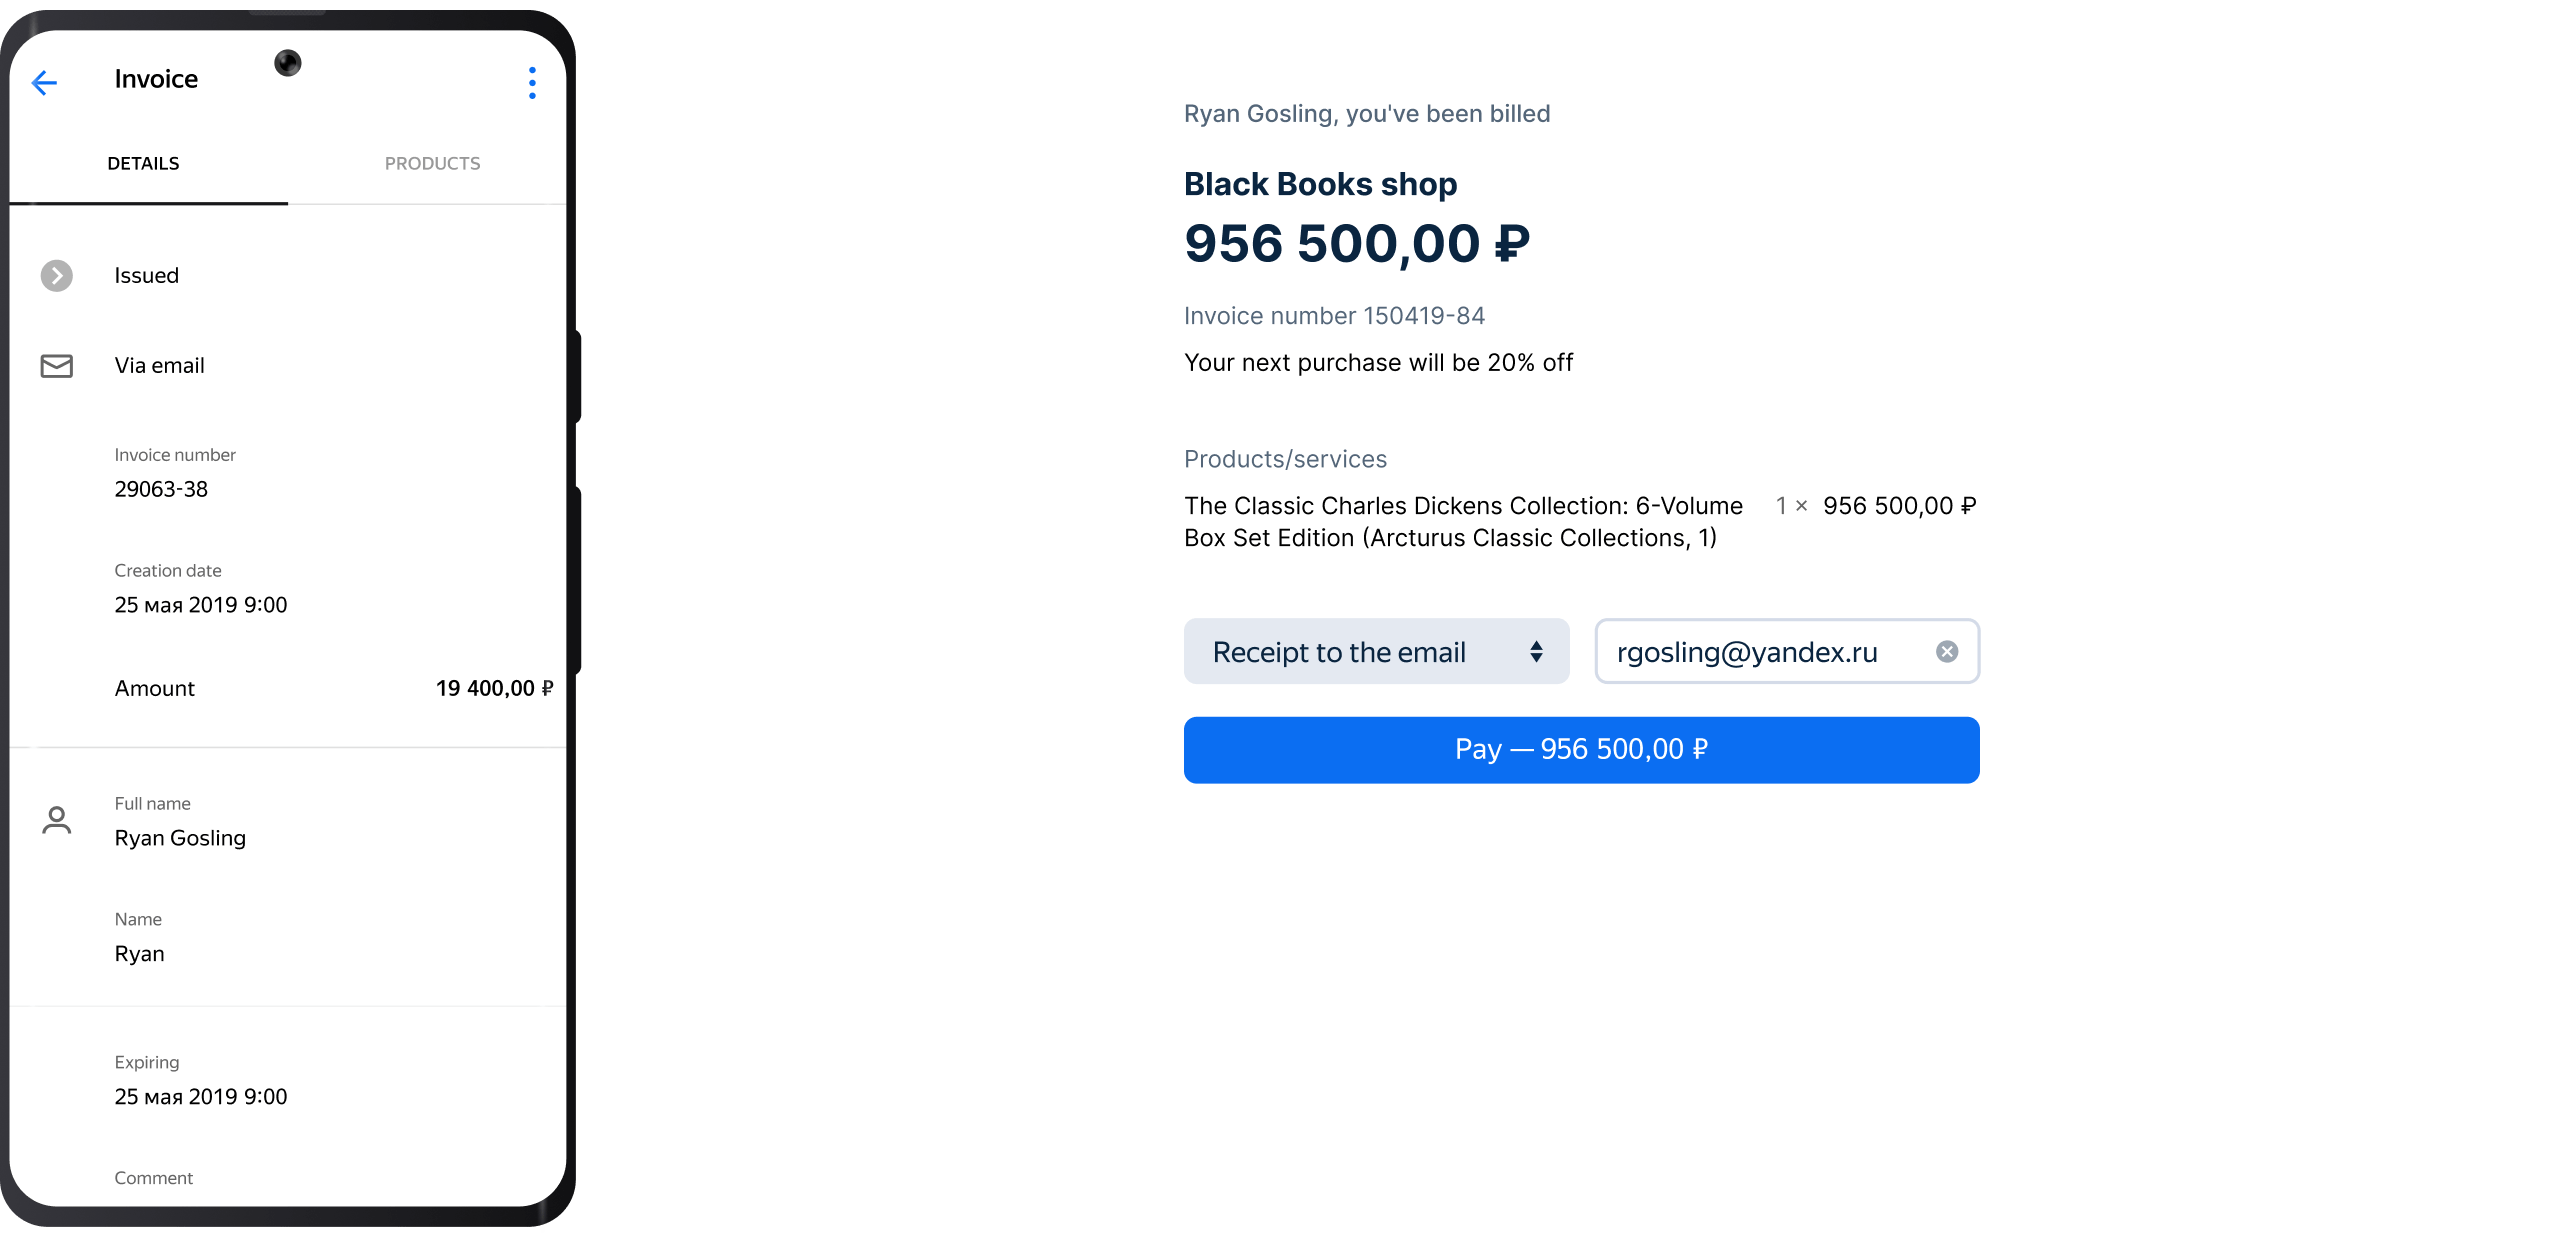 Invoice
DETAILS
PRODUCTS
Issued
Via email
Invoice number
29063-38
Creation date
25 мая 2019 9:00
Amount
19 400,00 ₽
Full name
Ryan Gosling
Name
Ryan
Expiring
25 мая 2019 9:00
Comment
Ryan Gosling, you've been billed
Black Books shop
956 500,00 ₽
Invoice number 150419-84
Your next purchase will be 20% off
Products/services
The Classic Charles Dickens Collection: 6-Volume 1 × 956 500,00 ₽
Box Set Edition (Arcturus Classic Collections, 1)
Receipt to the email
rgosling@yandex.ru
Pay — 956 500,00 ₽